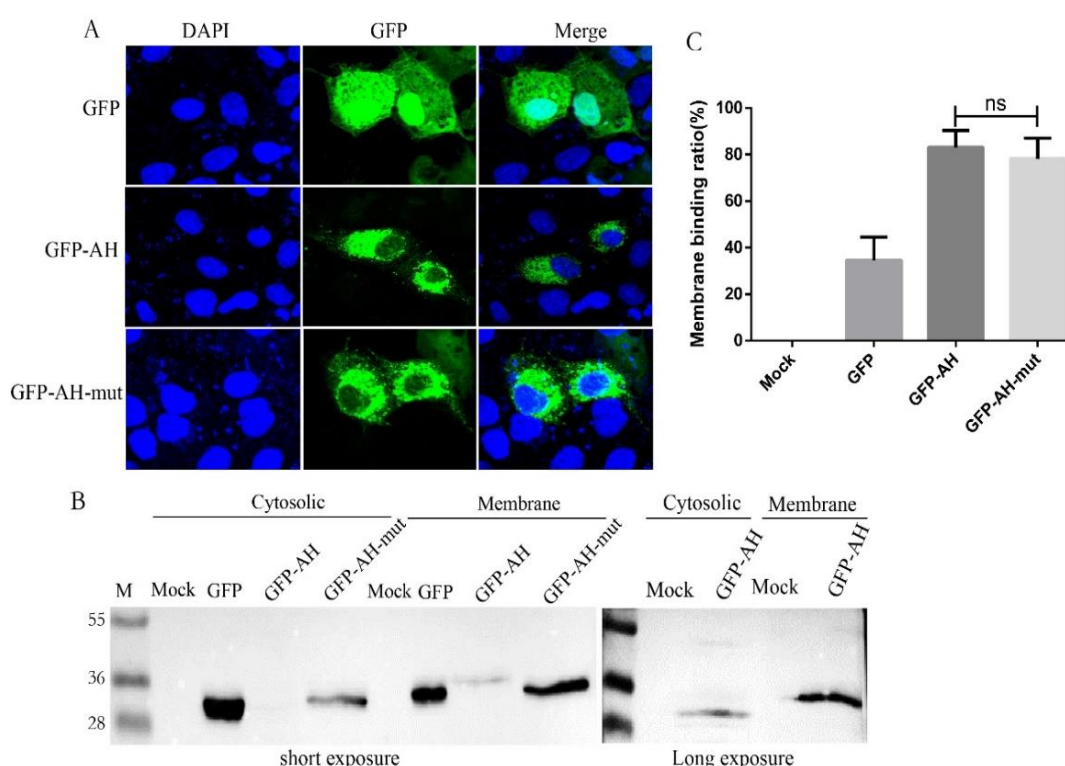 A
DAPI GFP Merge
GFP
GFP-AH
GFP-AH-mut
C
Membrane binding ratio(%)
100
80
60
40
20
0
ns
Mock GFP GFP-AH GFP-AH-mut
B
Cytosolic Membrane Cytosolic Membrane
M Mock GFP GFP-AH GFP-AH-mut Mock GFP GFP-AH GFP-AH-mut Mock GFP-AH Mock GFP-AH
55
36
28
short exposure Long exposure